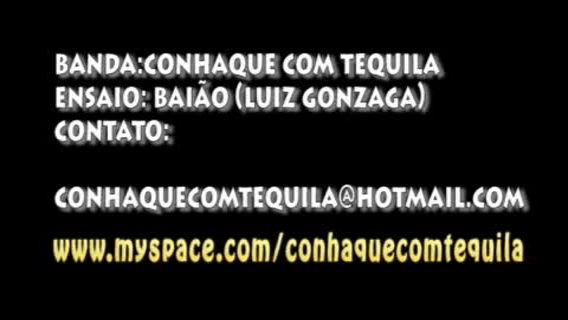 BANDA:CONHAQUE COM TEQUILA
ENSAIO: BAIÃO (LUIZ GONZAGA)
CONTATO:
CONHAQUECOMTEQUILA@HOTMAIL.COM
www.myspace.com/conhaquecomtequila